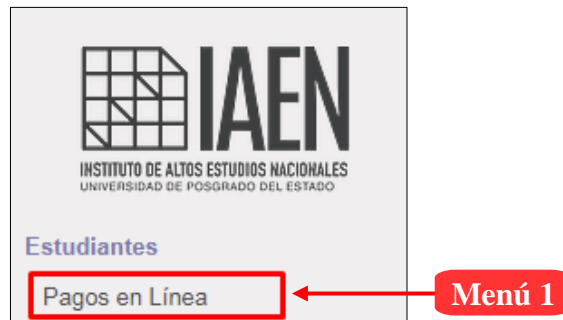 IAEN
INSTITUTO DE ALTOS ESTUDIOS NACIONALES
UNIVERSIDAD DE POSGRADO DEL ESTADO
Estudiantes
Pagos en Línea
Menú 1